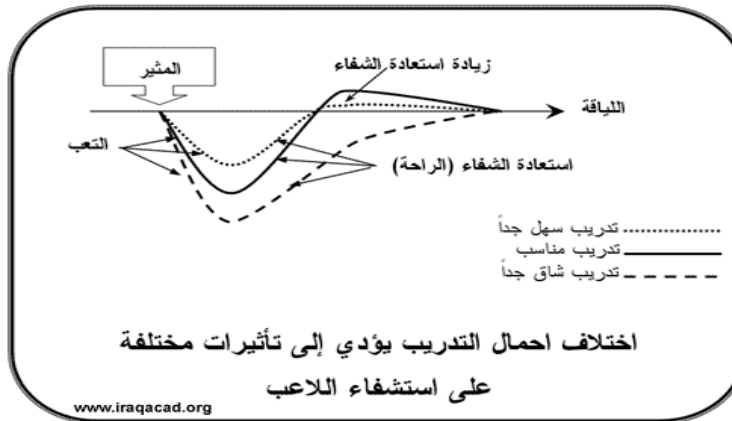 المثير
زيادة استعادة الشفاء
اللياقة
التعب
استعادة الشفاء (الراحة)
تدريب سهل جداً
تدريب مناسب
تدريب شاق جداً
اختلاف احمال التدريب يؤدي إلى تأثيرات مختلفة
على استشفاء اللاعب
www.iraqacad.org